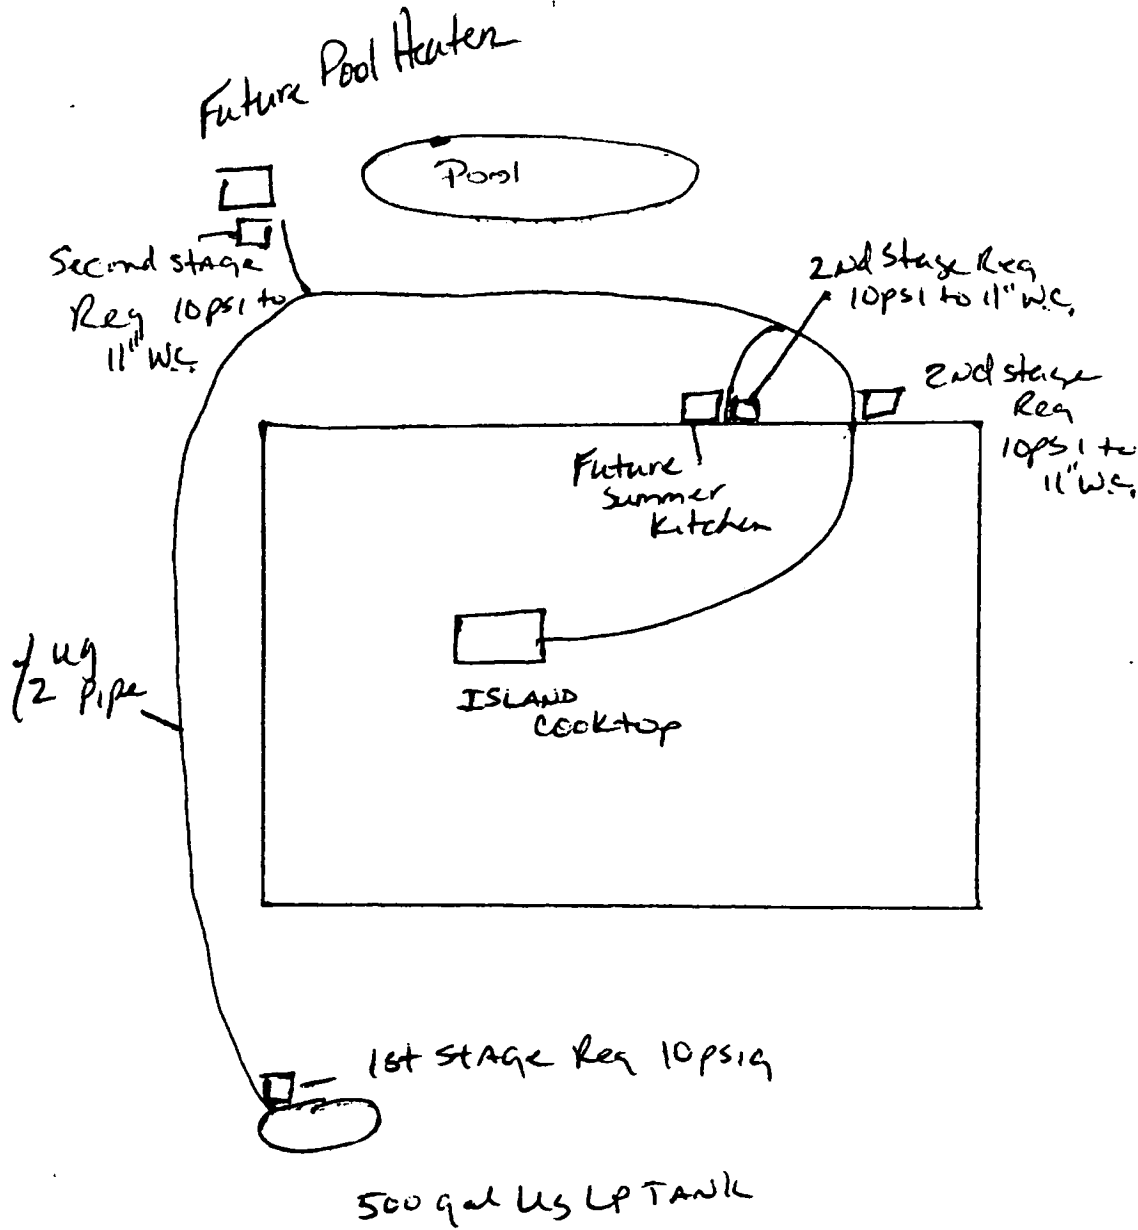 Future Pool Heater
Pool
Second stage
Reg 10psi to
11" W.C.
2nd Stage Reg
10psi to 11" W.C.
2nd stage
Reg
10psi to
11" W.C.
Future
Summer
Kitchen
1/2 ug
Pipe
ISLAND
Cooktop
1st STAGE Reg 10psig
500 gal Ug LP TANK